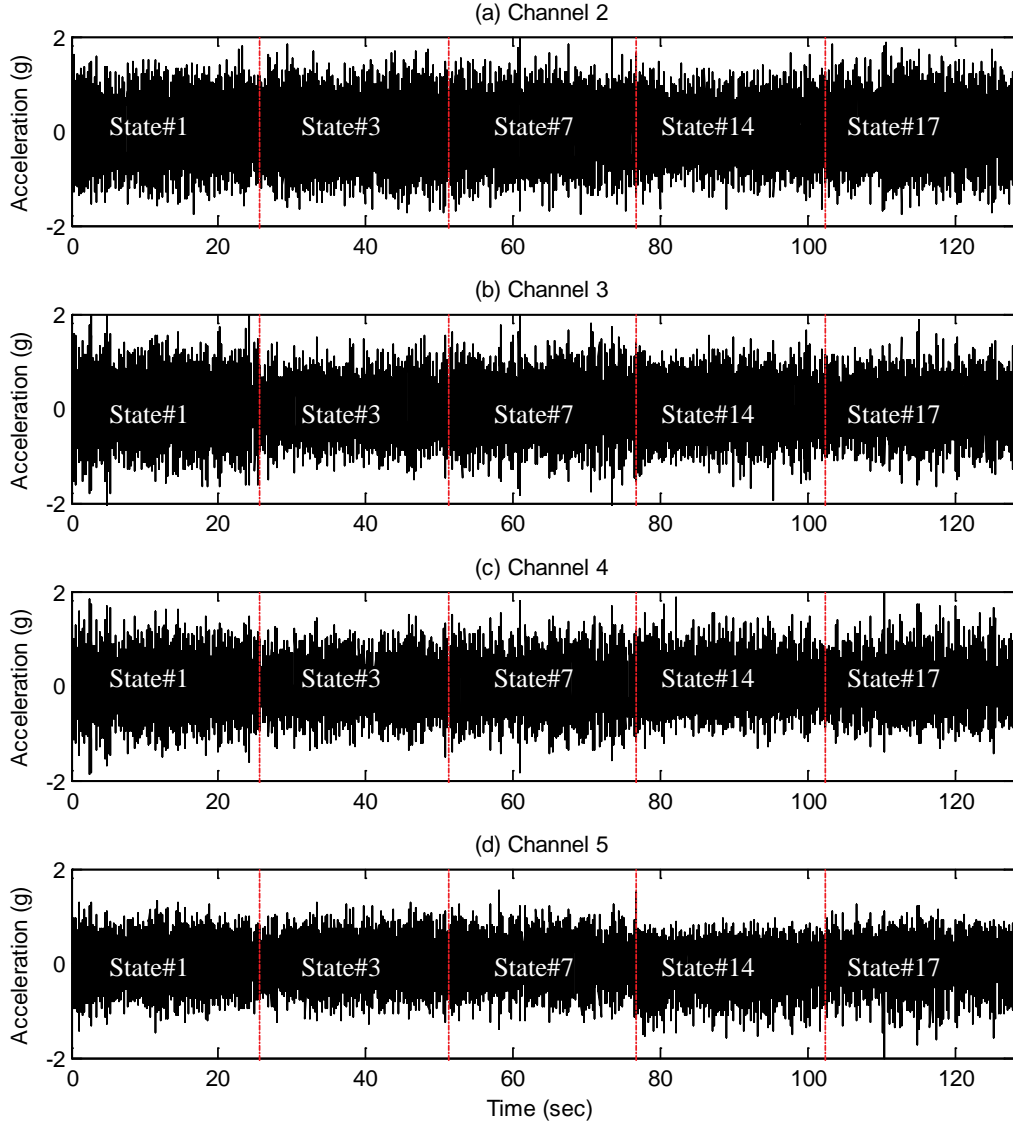 (a) Channel 2
2
0
-2
Acceleration (g)
State#1 State#3 State#7 State#14 State#17
0 20 40 60 80 100 120
(b) Channel 3
2
0
-2
Acceleration (g)
State#1 State#3 State#7 State#14 State#17
0 20 40 60 80 100 120
(c) Channel 4
2
0
-2
Acceleration (g)
State#1 State#3 State#7 State#14 State#17
0 20 40 60 80 100 120
(d) Channel 5
2
0
-2
Acceleration (g)
State#1 State#3 State#7 State#14 State#17
0 20 40 60 80 100 120
Time (sec)